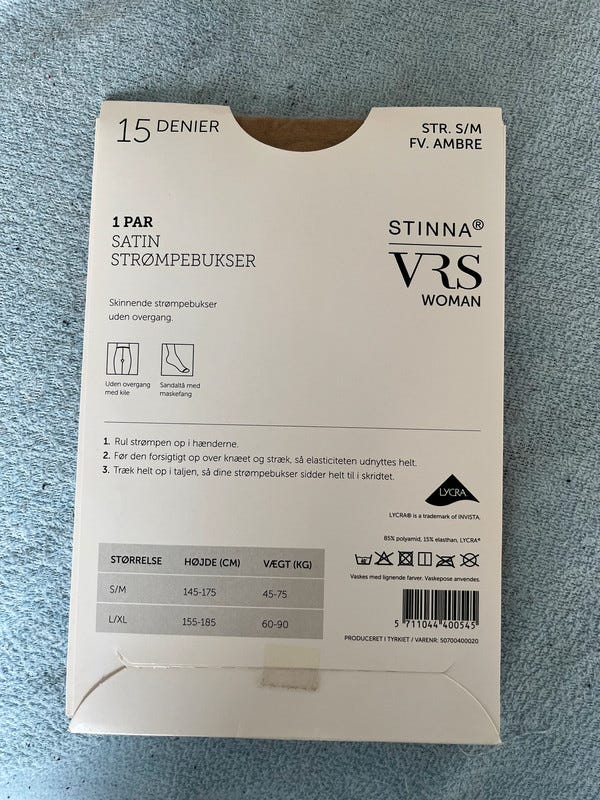 15 DENIER
STR. S/M
FV. AMBRE
1 PAR
SATIN
STRØMPEBUKSER
STINNA®
VRS
WOMAN
Skinnende strømpebukser
uden overgang.
Uden overgang
med kile
Sandaltå med
maskefang
1. Rul strømpen op i hænderne.
2. Før den forsigtigt op over knæet og stræk, så elasticiteten udnyttes helt.
3. Træk helt op i taljen, så dine strømpebukser sidder helt til i skridtet.
LYCRA
LYCRA® is a trademark of INVISTA.
85% polyamid, 15% elasthan, LYCRA®
Vaskes med lignende farver. Vaskepose anvendes.
STØRRELSE HØJDE (CM) VÆGT (KG)
S/M 145-175 45-75
L/XL 155-185 60-90
5 711044 400545
PRODUCERET I TYRKIET / VARENR: 50700400020